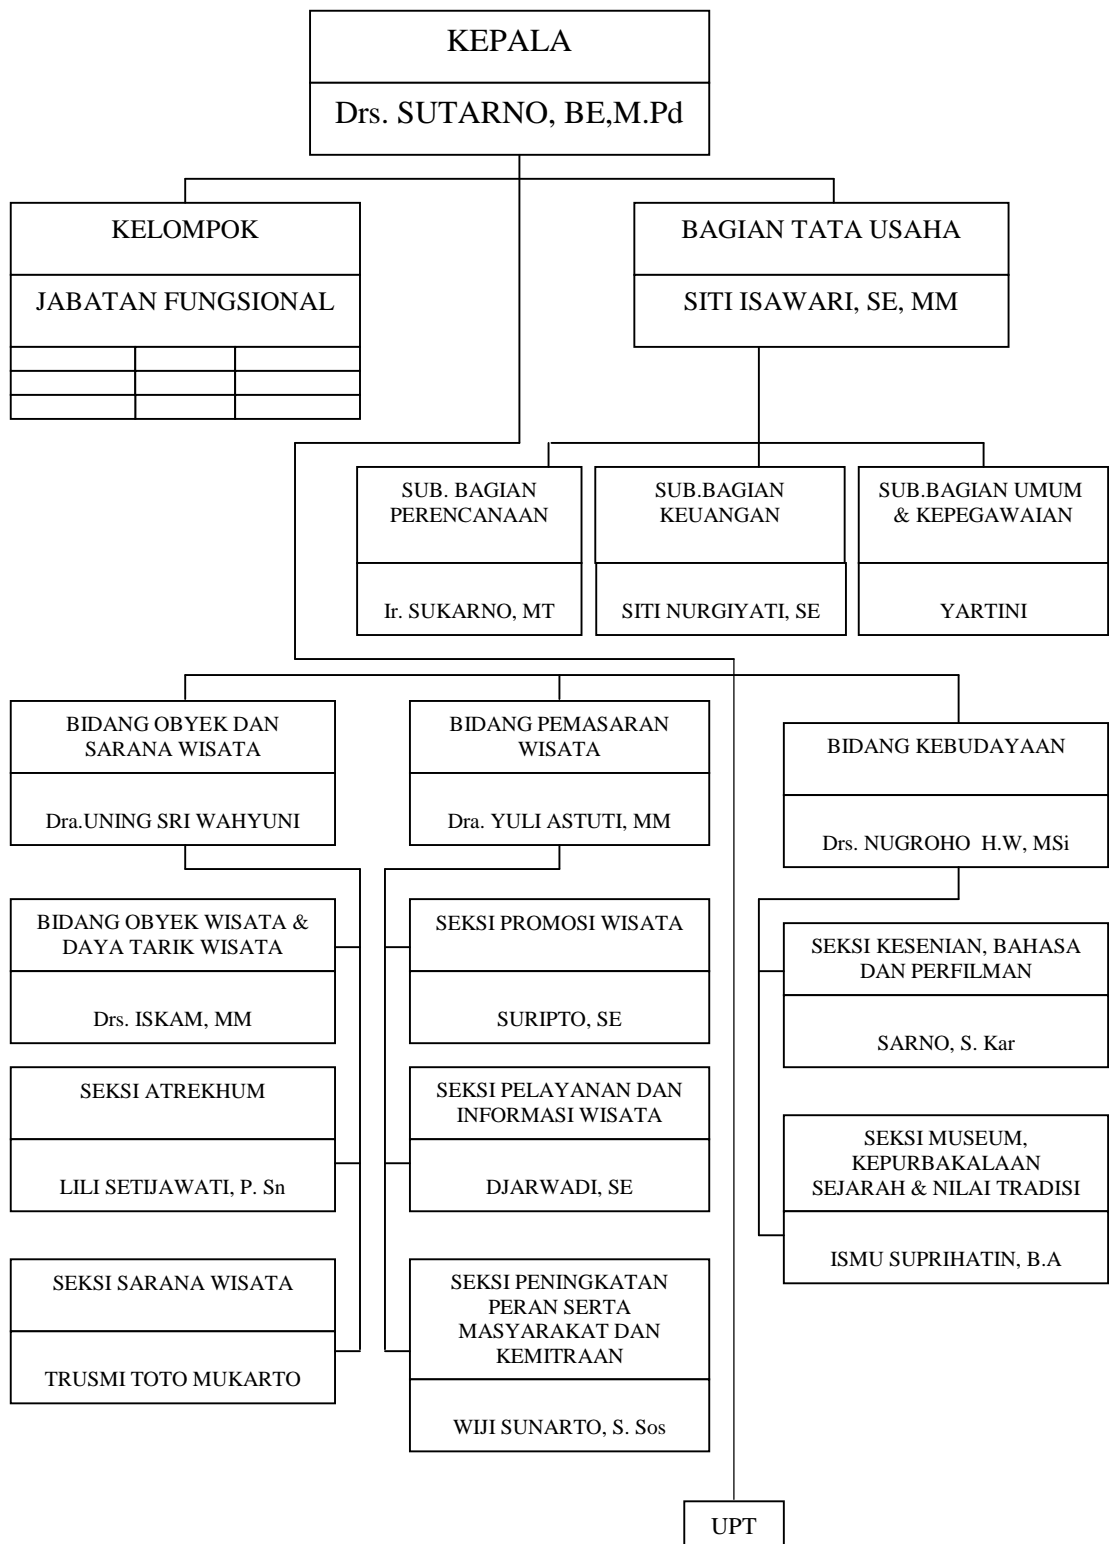 KEPALA
Drs. SUTARNO, BE,M.Pd
KELOMPOK
JABATAN FUNGSIONAL
BAGIAN TATA USAHA
SITI ISAWARI, SE, MM
SUB. BAGIAN
PERENCANAAN
Ir. SUKARNO, MT
SUB.BAGIAN
KEUANGAN
SITI NURGIYATI, SE
SUB.BAGIAN UMUM
& KEPEGAWAIAN
YARTINI
BIDANG OBYEK DAN
SARANA WISATA
Dra.UNING SRI WAHYUNI
BIDANG OBYEK WISATA &
DAYA TARIK WISATA
Drs. ISKAM, MM
SEKSI ATREKHUM
LILI SETIJAWATI, P. Sn
SEKSI SARANA WISATA
TRUSMI TOTO MUKARTO
BIDANG PEMASARAN
WISATA
Dra. YULI ASTUTI, MM
SEKSI PROMOSI WISATA
SURIPTO, SE
SEKSI PELAYANAN DAN
INFORMASI WISATA
DJARWADI, SE
SEKSI PENINGKATAN
PERAN SERTA
MASYARAKAT DAN
KEMITRAAN
WIJI SUNARTO, S. Sos
BIDANG KEBUDAYAAN
Drs. NUGROHO  H.W, MSi
SEKSI KESENIAN, BAHASA
DAN PERFILMAN
SARNO, S. Kar
SEKSI MUSEUM,
KEPURBAKALAAN
SEJARAH & NILAI TRADISI
ISMU SUPRIHATIN, B.A
UPT